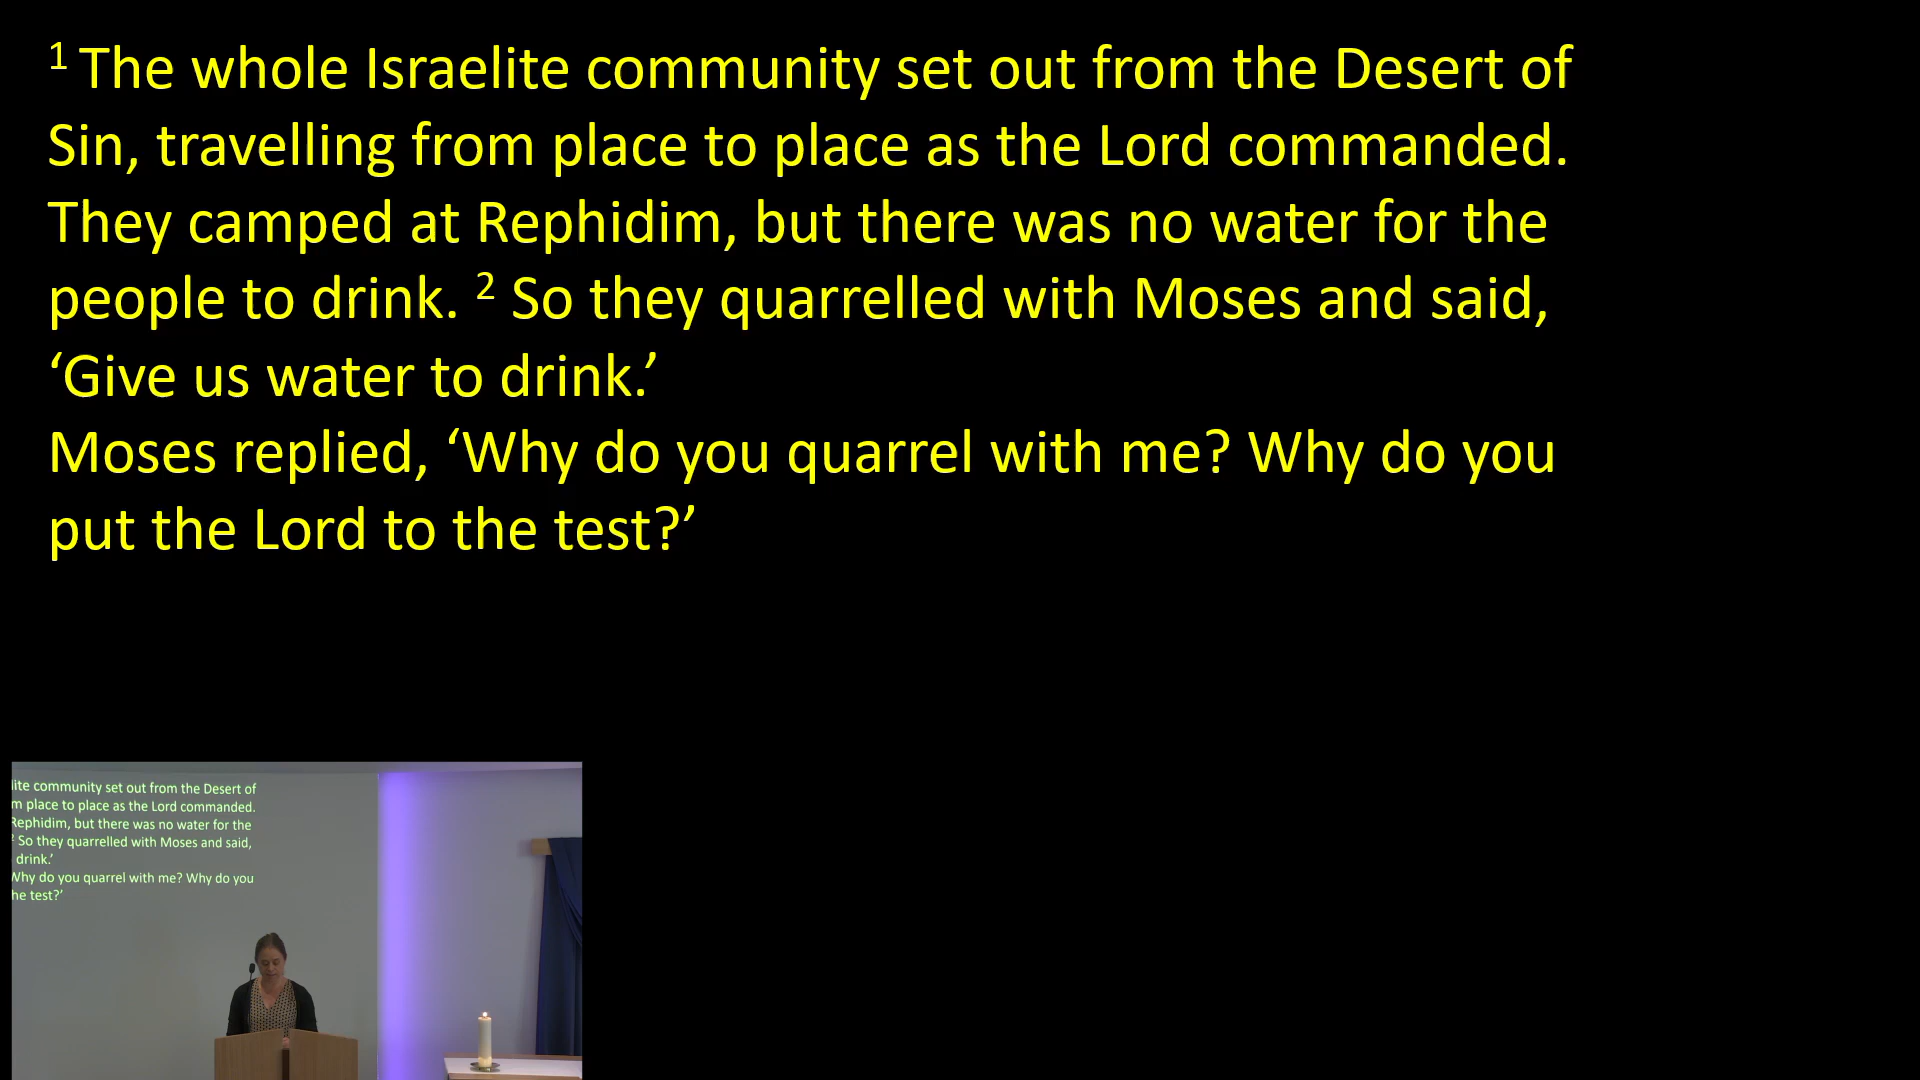 ¹ The whole Israelite community set out from the Desert of
Sin, travelling from place to place as the Lord commanded.
They camped at Rephidim, but there was no water for the
people to drink. ² So they quarrelled with Moses and said,
‘Give us water to drink.’
Moses replied, ‘Why do you quarrel with me? Why do you
put the Lord to the test?’
lite community set out from the Desert of
m place to place as the Lord commanded.
Rephidim, but there was no water for the
² So they quarrelled with Moses and said,
drink.’
Why do you quarrel with me? Why do you
he test?’